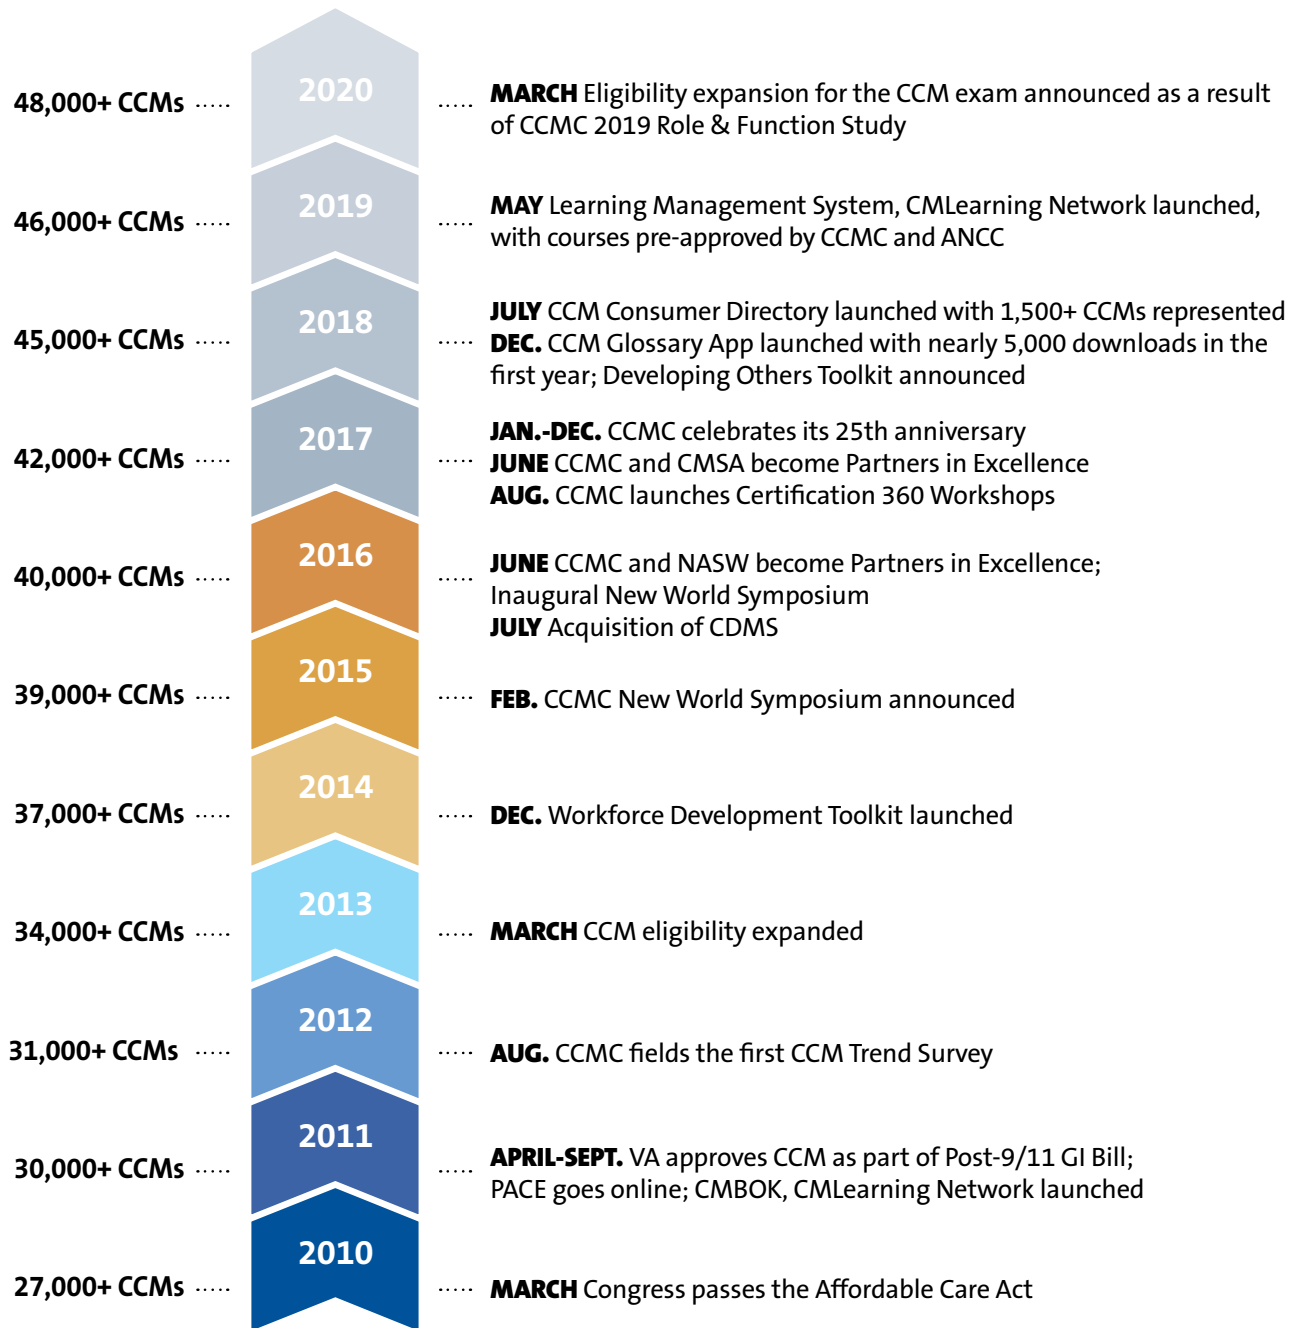 48,000+ CCMs ..... 2020 ..... MARCH Eligibility expansion for the CCM exam announced as a result
of CCMC 2019 Role & Function Study
46,000+ CCMs ..... 2019 ..... MAY Learning Management System, CMLearning Network launched,
with courses pre-approved by CCMC and ANCC
45,000+ CCMs ..... 2018 ..... JULY CCM Consumer Directory launched with 1,500+ CCMs represented
DEC. CCM Glossary App launched with nearly 5,000 downloads in the
first year; Developing Others Toolkit announced
42,000+ CCMs ..... 2017 ..... JAN.-DEC. CCMC celebrates its 25th anniversary
JUNE CCMC and CMSA become Partners in Excellence
AUG. CCMC launches Certification 360 Workshops
40,000+ CCMs ..... 2016 ..... JUNE CCMC and NASW become Partners in Excellence;
Inaugural New World Symposium
JULY Acquisition of CDMS
39,000+ CCMs ..... 2015 ..... FEB. CCMC New World Symposium announced
37,000+ CCMs ..... 2014 ..... DEC. Workforce Development Toolkit launched
34,000+ CCMs ..... 2013 ..... MARCH CCM eligibility expanded
31,000+ CCMs ..... 2012 ..... AUG. CCMC fields the first CCM Trend Survey
30,000+ CCMs ..... 2011 ..... APRIL-SEPT. VA approves CCM as part of Post-9/11 GI Bill;
PACE goes online; CMBOK, CMLearning Network launched
27,000+ CCMs ..... 2010 ..... MARCH Congress passes the Affordable Care Act